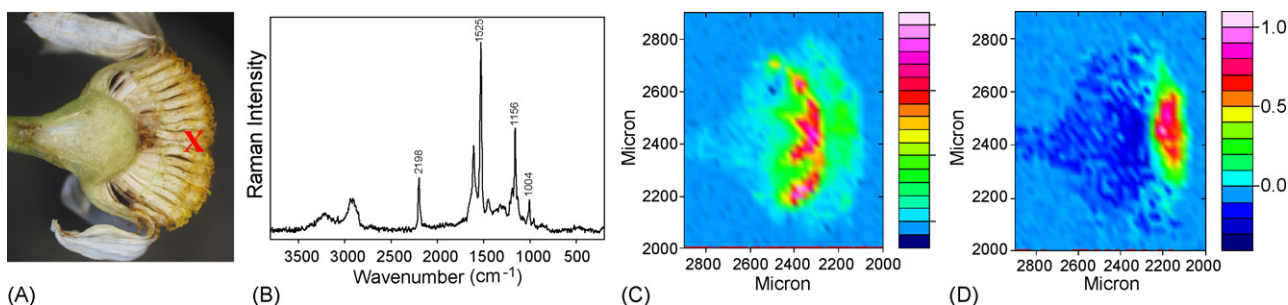 X
Raman Intensity
2198
1525
1156
1004
3500 3000 2500 2000 1500 1000 500
Wavenumber (cm-1)
Micron
2800
2600
2400
2200
2000
2800 2600 2400 2200 2000
Micron
Micron
2800
2600
2400
2200
2000
2800 2600 2400 2200 2000
Micron
1.0
0.5
0.0
(A)
(B)
(C)
(D)